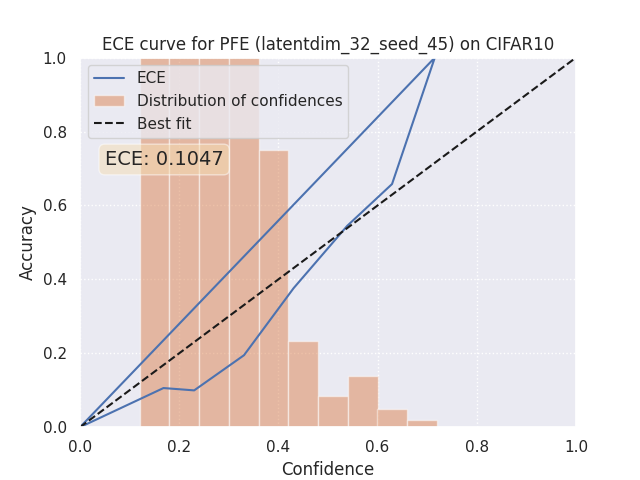 ECE curve for PFE (latentdim_32_seed_45) on CIFAR10
ECE
Distribution of confidences
Best fit
ECE: 0.1047
Accuracy
1.0
0.8
0.6
0.4
0.2
0.0
0.0 0.2 0.4 0.6 0.8 1.0
Confidence